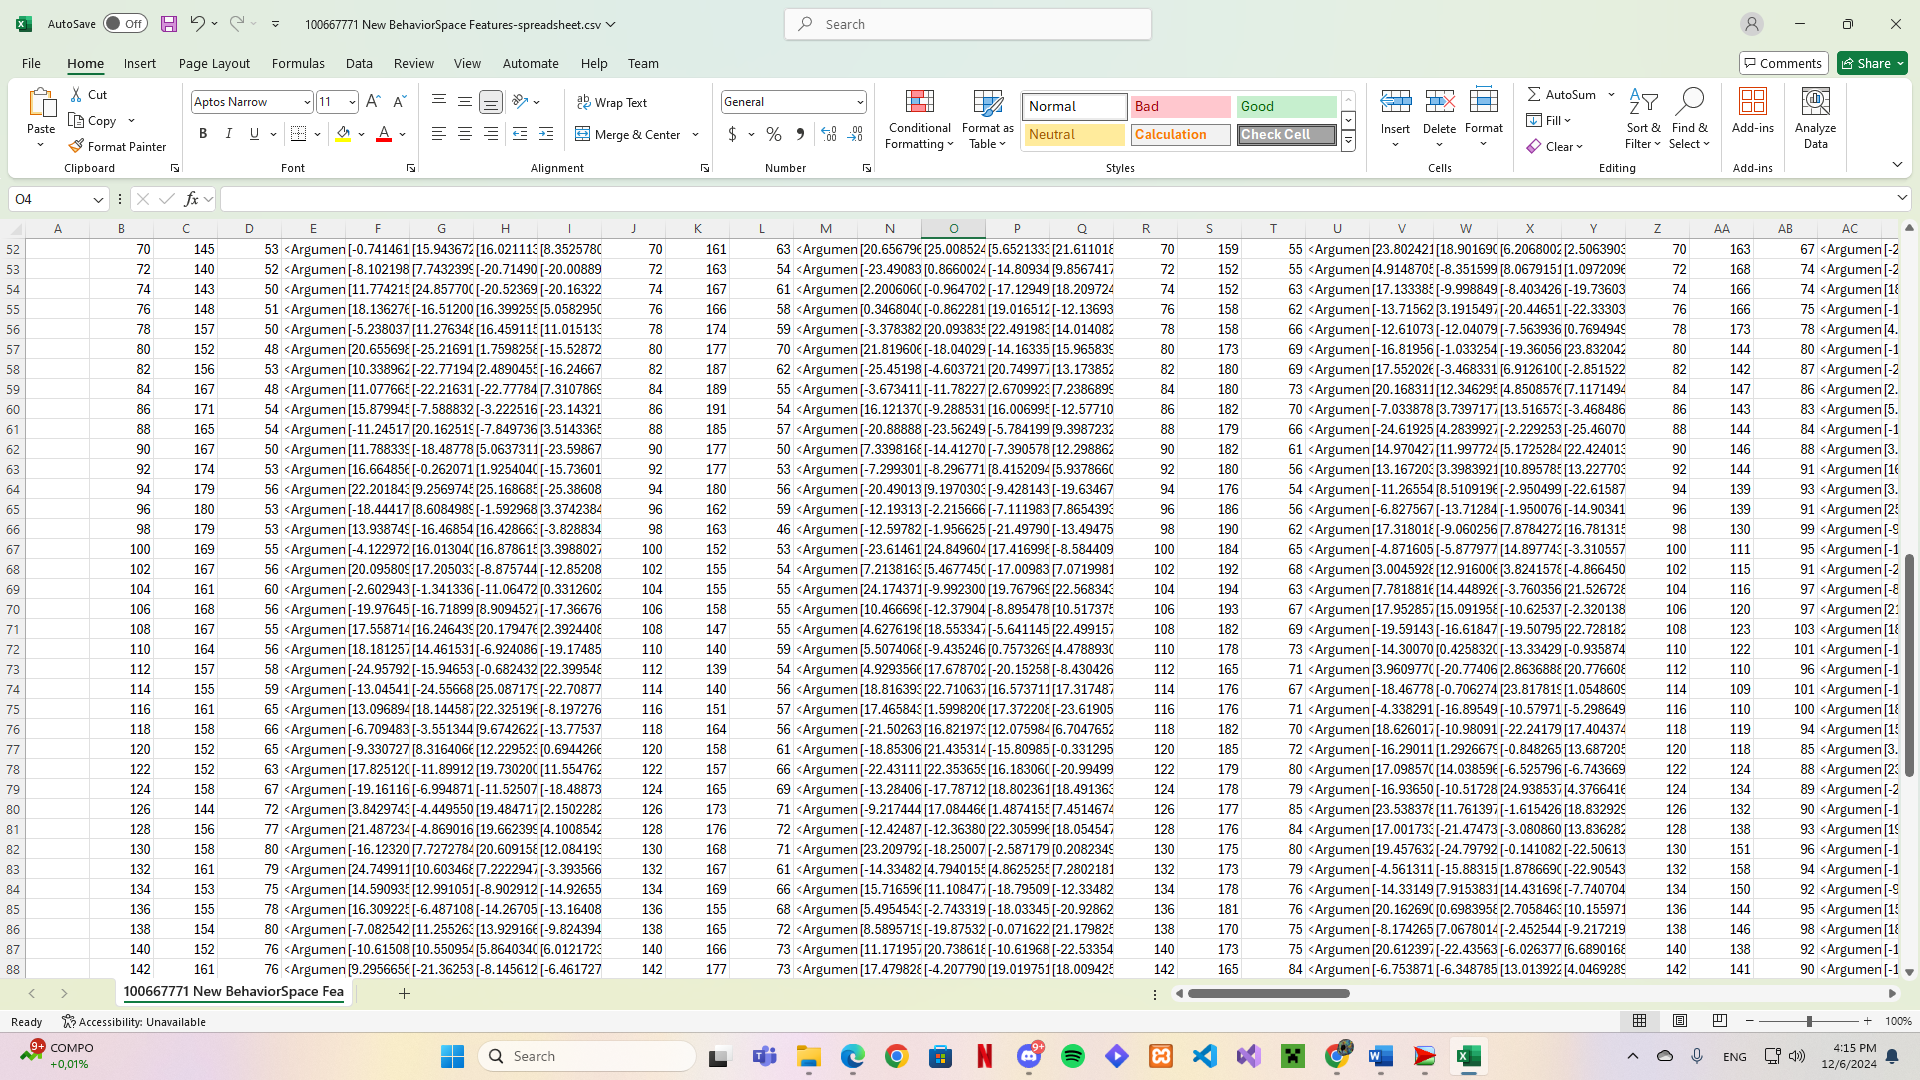 AutoSave Off 100667771 New BehaviorSpace Features-spreadsheet.csv Search
File Home Insert Page Layout Formulas Data Review View Automate Help Team Comments Share
Paste Cut Copy Format Painter Clipboard
Aptos Narrow 11 B I U Font
Wrap Text Merge & Center Alignment
General $ % Number
Conditional Formatting Format as Table Normal Bad Good Neutral Calculation Check Cell Styles
Insert Delete Format Cells
AutoSum Fill Clear Sort & Filter Find & Select Editing
Add-ins Add-ins
Analyze Data
O4 fx
A B C D E F G H I J K L M N O P Q R S T U V W X Y Z AA AB AC
52 70 145 53 <Argumen [-0.741461 [15.943672 [16.021113 [8.3525780 70 161 63 <Argumen [20.656796 [25.008524 [5.6521333 [21.611018 70 159 55 <Argumen [23.802421 [18.901690 [6.2068002 [2.5063903 70 163 67 <Argumen [-2
53 72 140 52 <Argumen [-8.102198 [7.7432399 [-20.71490 [-20.00889 72 163 54 <Argumen [-23.49083 [0.8660024 [-14.80934 [9.8567417 72 152 55 <Argumen [4.9148705 [-8.351599 [8.0679151 [1.0972096 72 168 74 <Argumen [-2
54 74 143 50 <Argumen [11.774215 [24.857700 [-20.52369 [-20.16322 74 167 61 <Argumen [2.2006060 [-0.964702 [-17.12949 [18.209724 74 152 63 <Argumen [17.133385 [-9.998849 [-8.403426 [-19.73603 74 166 74 <Argumen [18
55 76 148 51 <Argumen [18.136276 [-16.51200 [16.399259 [5.0582950 76 166 58 <Argumen [0.3468040 [-0.862281 [19.016512 [-12.13693 76 158 62 <Argumen [-13.71562 [3.1915497 [-20.44651 [-22.33303 76 166 75 <Argumen [-1
56 78 157 50 <Argumen [-5.238037 [11.276348 [16.459115 [11.015133 78 174 59 <Argumen [-3.378382 [20.093835 [22.491983 [14.014082 78 158 66 <Argumen [-12.61073 [-12.04079 [-7.563936 [0.7694949 78 173 78 <Argumen [4.
57 80 152 48 <Argumen [20.655698 [-25.21691 [1.7598258 [-15.52872 80 177 70 <Argumen [21.819606 [-18.04029 [-14.16335 [15.965839 80 173 69 <Argumen [-16.81956 [-1.033254 [-19.36056 [23.832042 80 144 80 <Argumen [-1
58 82 156 53 <Argumen [10.338962 [-22.77194 [2.4890455 [-16.24667 82 187 62 <Argumen [-25.45198 [-4.603721 [20.749977 [13.173852 82 180 69 <Argumen [17.552026 [-3.468331 [6.9126100 [-2.851522 82 142 87 <Argumen [-2
59 84 167 48 <Argumen [11.077665 [-22.21631 [-22.77784 [7.3107869 84 189 55 <Argumen [-3.673411 [-11.78227 [2.6709923 [7.2386899 84 180 73 <Argumen [20.168311 [12.346295 [4.8508576 [7.1171494 84 147 86 <Argumen [2.
60 86 171 54 <Argumen [15.879945 [-7.588832 [-3.222516 [-23.14321 86 191 54 <Argumen [16.121370 [-9.288531 [16.006995 [-12.57710 86 182 70 <Argumen [-7.033878 [3.7397177 [13.516573 [-3.468486 86 143 83 <Argumen [5.
61 88 165 54 <Argumen [-11.24517 [20.162519 [-7.849736 [3.5143365 88 185 57 <Argumen [-20.88888 [-23.56249 [-5.784199 [9.3987232 88 179 66 <Argumen [-24.61925 [4.2839927 [-2.229253 [-25.46070 88 144 84 <Argumen [-1
62 90 167 50 <Argumen [11.788339 [-18.48778 [5.0637311 [-23.59867 90 177 50 <Argumen [7.3398168 [-14.41270 [-7.390578 [12.298862 90 182 61 <Argumen [14.970427 [11.997724 [5.1725284 [22.424013 90 146 88 <Argumen [3.
63 92 174 53 <Argumen [16.664856 [-0.262071 [1.9254040 [-15.73601 92 177 53 <Argumen [-7.299301 [-8.296771 [8.4152094 [5.9378660 92 180 56 <Argumen [13.167203 [3.3983921 [10.895785 [13.227703 92 144 91 <Argumen [16
64 94 179 56 <Argumen [22.201843 [9.2569745 [25.168685 [-25.38608 94 180 56 <Argumen [-20.49013 [9.1970303 [-9.428143 [-19.63467 94 176 54 <Argumen [-11.26554 [8.5109196 [-2.950499 [-22.61587 94 139 93 <Argumen [3.
65 96 180 53 <Argumen [-18.44417 [8.6084989 [-1.592968 [3.3742384 96 162 59 <Argumen [-12.19313 [-2.215666 [-7.111983 [7.8654393 96 186 56 <Argumen [-6.827567 [-13.71284 [-1.950076 [-14.90341 96 139 91 <Argumen [25
66 98 179 53 <Argumen [13.938749 [-16.46854 [16.428663 [-3.828834 98 163 46 <Argumen [-12.59782 [-1.956625 [-21.49790 [-13.49475 98 190 62 <Argumen [17.318018 [-9.060256 [7.8784272 [16.781315 98 130 99 <Argumen [-9
67 100 169 55 <Argumen [-4.122972 [16.013040 [16.878615 [3.3988027 100 152 53 <Argumen [-23.61461 [24.849604 [17.416998 [-8.584409 100 184 65 <Argumen [-4.871605 [-5.877977 [14.897743 [-3.310557 100 111 95 <Argumen [-1
68 102 167 56 <Argumen [20.095809 [17.205033 [-8.875744 [-12.85208 102 155 54 <Argumen [7.2138163 [5.4677450 [-17.00983 [7.0719981 102 192 68 <Argumen [3.0045928 [12.916006 [3.8241578 [-4.866450 102 115 91 <Argumen [-2
69 104 161 60 <Argumen [-2.602943 [-1.341336 [-11.06472 [0.3312602 104 155 55 <Argumen [24.174371 [-9.992300 [19.767969 [22.568343 104 194 63 <Argumen [7.7818816 [14.448926 [-3.760356 [21.526728 104 116 97 <Argumen [-8
70 106 168 56 <Argumen [-19.97645 [-16.71899 [8.9094527 [-17.36676 106 158 55 <Argumen [10.466698 [-12.37904 [-8.895478 [10.517375 106 193 67 <Argumen [17.952857 [15.091958 [-10.62537 [-2.320138 106 120 97 <Argumen [21
71 108 167 55 <Argumen [17.558714 [16.246439 [20.179476 [2.3924408 108 147 55 <Argumen [4.6276198 [18.553347 [-5.641145 [22.499157 108 182 69 <Argumen [-19.59143 [-16.61847 [-19.50795 [22.728182 108 123 103 <Argumen [18
72 110 164 56 <Argumen [18.181257 [14.461531 [-6.924086 [-19.17485 110 140 59 <Argumen [5.5074068 [-9.435246 [0.7573269 [4.4788930 110 178 73 <Argumen [-14.30070 [0.4258320 [-13.33429 [-0.935874 110 122 101 <Argumen [-1
73 112 157 58 <Argumen [-24.95792 [-15.94653 [-0.682432 [22.399548 112 139 54 <Argumen [4.9293566 [17.678702 [-20.15258 [-8.430426 112 165 71 <Argumen [3.9609770 [-20.77406 [2.8636888 [20.776608 112 110 96 <Argumen [-1
74 114 155 59 <Argumen [-13.04541 [-24.55668 [25.087179 [-22.70877 114 140 56 <Argumen [18.816393 [22.710637 [16.573711 [17.317487 114 176 67 <Argumen [-18.46778 [-0.706274 [23.817819 [1.0548609 114 109 101 <Argumen [-1
75 116 161 65 <Argumen [13.096894 [18.144587 [22.325196 [-8.197276 116 151 57 <Argumen [17.465843 [1.5998206 [17.372208 [-23.61905 116 176 71 <Argumen [-4.338291 [-16.89549 [-10.57971 [-5.298649 116 110 100 <Argumen [18
76 118 158 66 <Argumen [-6.709483 [-3.551344 [9.6742622 [-13.77537 118 164 56 <Argumen [-21.50263 [16.821973 [12.075984 [6.7047652 118 182 70 <Argumen [18.626017 [-10.98091 [-22.24179 [17.404374 118 119 94 <Argumen [15
77 120 152 65 <Argumen [-9.330727 [8.3164066 [12.229523 [0.6944266 120 158 61 <Argumen [-18.85306 [21.435314 [-15.80985 [-0.331295 120 185 72 <Argumen [-16.29011 [1.2926679 [-0.848265 [13.687205 120 118 85 <Argumen [3.
78 122 152 63 <Argumen [17.825120 [-11.89912 [19.730200 [11.554762 122 157 66 <Argumen [-22.43111 [22.353659 [16.183060 [-20.99499 122 179 80 <Argumen [17.098570 [14.038596 [-6.525796 [-6.743669 122 124 88 <Argumen [23
79 124 158 67 <Argumen [-19.16116 [-6.994871 [-11.52507 [-18.48873 124 165 69 <Argumen [-13.28406 [-17.78712 [18.802361 [18.491363 124 178 79 <Argumen [-16.93650 [-10.51728 [24.938537 [4.3766416 124 134 89 <Argumen [-2
80 126 144 72 <Argumen [3.8429743 [-4.449550 [19.484717 [2.1502282 126 173 71 <Argumen [-9.217444 [17.084466 [1.4874155 [7.4514674 126 177 85 <Argumen [23.538378 [11.761397 [-1.615426 [18.832929 126 132 90 <Argumen [-1
81 128 156 77 <Argumen [21.487234 [-4.869016 [19.662399 [4.1008542 128 176 72 <Argumen [-12.42487 [-12.36380 [22.305996 [18.054547 128 176 84 <Argumen [17.001733 [-21.47473 [-3.080860 [13.836282 128 138 93 <Argumen [19
82 130 158 80 <Argumen [-16.12320 [7.7272784 [20.609158 [12.084193 130 168 71 <Argumen [23.209792 [-18.25007 [-2.587179 [0.2082349 130 175 80 <Argumen [19.457632 [-24.79792 [-0.141082 [-22.50613 130 151 96 <Argumen [-1
83 132 161 79 <Argumen [24.749911 [10.603468 [7.2222947 [-3.393566 132 167 61 <Argumen [-14.33482 [4.7940155 [4.8625255 [7.2802181 132 173 79 <Argumen [-4.561311 [-15.88315 [1.8786690 [-22.90543 132 158 94 <Argumen [-1
84 134 153 75 <Argumen [14.590935 [12.991051 [-8.902912 [-14.92655 134 169 66 <Argumen [15.716596 [11.108477 [-18.79509 [-12.33482 134 178 76 <Argumen [-14.33149 [7.9153831 [14.431698 [-7.740704 134 150 92 <Argumen [-9
85 136 155 78 <Argumen [16.309225 [-6.487108 [-14.26705 [-13.16408 136 155 68 <Argumen [5.4954543 [-2.743319 [-18.03345 [-20.92862 136 181 76 <Argumen [20.162690 [0.6983958 [2.7058463 [10.155971 136 144 95 <Argumen [15
86 138 154 80 <Argumen [-7.082542 [11.255263 [13.929166 [-9.824394 138 165 72 <Argumen [8.5895719 [-19.87532 [-0.071622 [21.179825 138 170 75 <Argumen [-8.174265 [7.0678014 [-2.452544 [-9.217219 138 146 98 <Argumen [18
87 140 152 76 <Argumen [-10.61508 [10.550954 [5.8640340 [6.0121723 140 166 73 <Argumen [11.171957 [20.738618 [-10.61968 [-22.53354 140 173 75 <Argumen [20.612397 [-22.43563 [-6.026377 [6.6890168 140 138 92 <Argumen [-1
88 142 161 76 <Argumen [9.2956656 [-21.36253 [-8.145612 [-6.461727 142 177 73 <Argumen [17.479828 [-4.207790 [19.019751 [18.009425 142 165 84 <Argumen [-6.753871 [-6.348785 [13.013922 [4.0469289 142 141 90 <Argumen [-1
100667771 New BehaviorSpace Fea
Ready Accessibility: Unavailable 100%
9+ COMPO +0,01% Search 9+ ENG 4:15 PM 12/6/2024